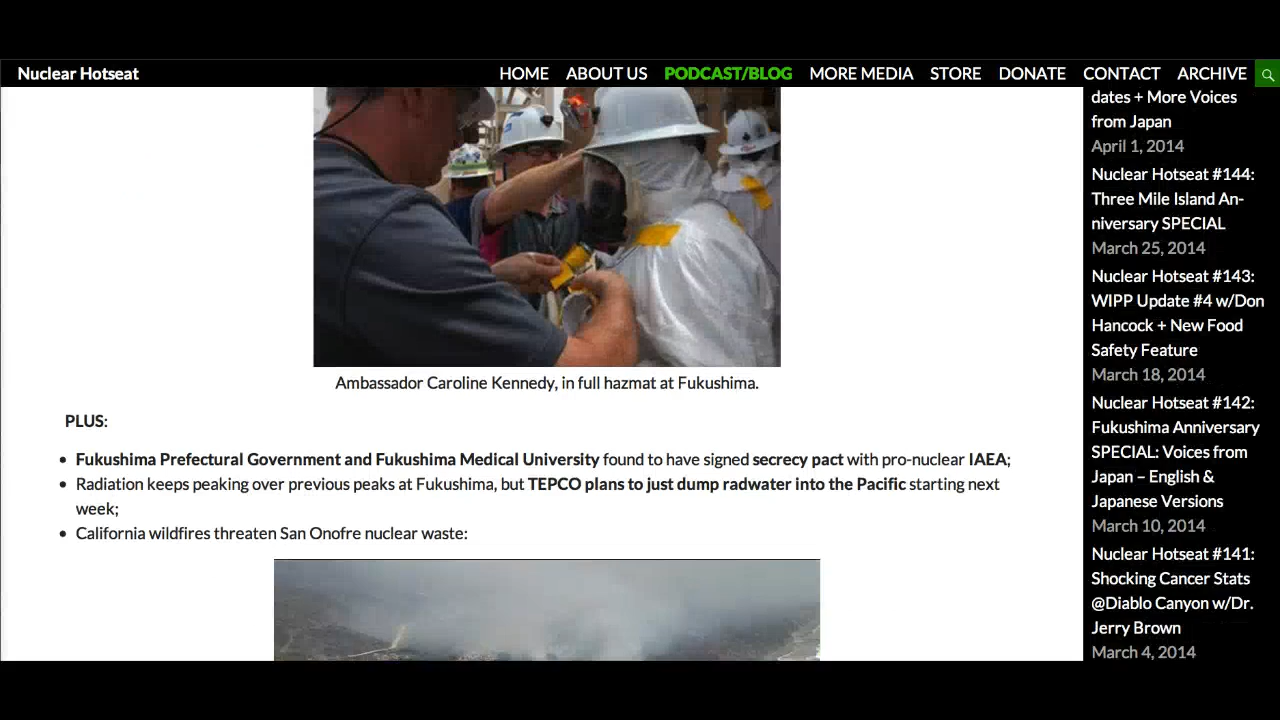 Nuclear Hotseat
HOME ABOUT US PODCAST/BLOG MORE MEDIA STORE DONATE CONTACT ARCHIVE
Ambassador Caroline Kennedy, in full hazmat at Fukushima.
PLUS:
• Fukushima Prefectural Government and Fukushima Medical University found to have signed secrecy pact with pro-nuclear IAEA;
• Radiation keeps peaking over previous peaks at Fukushima, but TEPCO plans to just dump radwater into the Pacific starting next
week;
• California wildfires threaten San Onofre nuclear waste:
dates + More Voices
from Japan
April 1, 2014
Nuclear Hotseat #144:
Three Mile Island An-
niversary SPECIAL
March 25, 2014
Nuclear Hotseat #143:
WIPP Update #4 w/Don
Hancock + New Food
Safety Feature
March 18, 2014
Nuclear Hotseat #142:
Fukushima Anniversary
SPECIAL: Voices from
Japan – English &
Japanese Versions
March 10, 2014
Nuclear Hotseat #141:
Shocking Cancer Stats
@Diablo Canyon w/Dr.
Jerry Brown
March 4, 2014